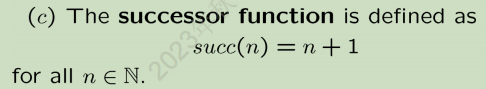 (c) The successor function is defined as
succ(n) = n + 1
for all n ∈ ℕ.